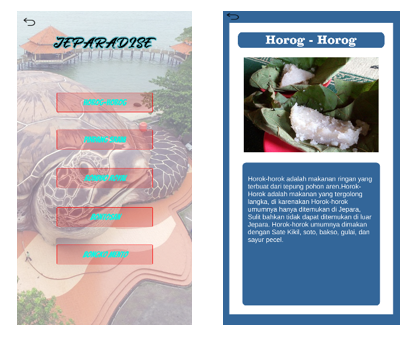 JEPARADISE
Horog - Horog
Horok-horok adalah makanan ringan yang
terbuat dari tepung pohon aren.Horok-
Horok adalah makanan yang tergolong
langka, di karenakan Horok-horok
umumnya hanya ditemukan di Jepara,
Sulit bahkan tidak dapat ditemukan di luar
Jepara. Horok-horok umumnya dimakan
dengan Sate Kikil, soto, bakso, gulai, dan
sayur pecel.